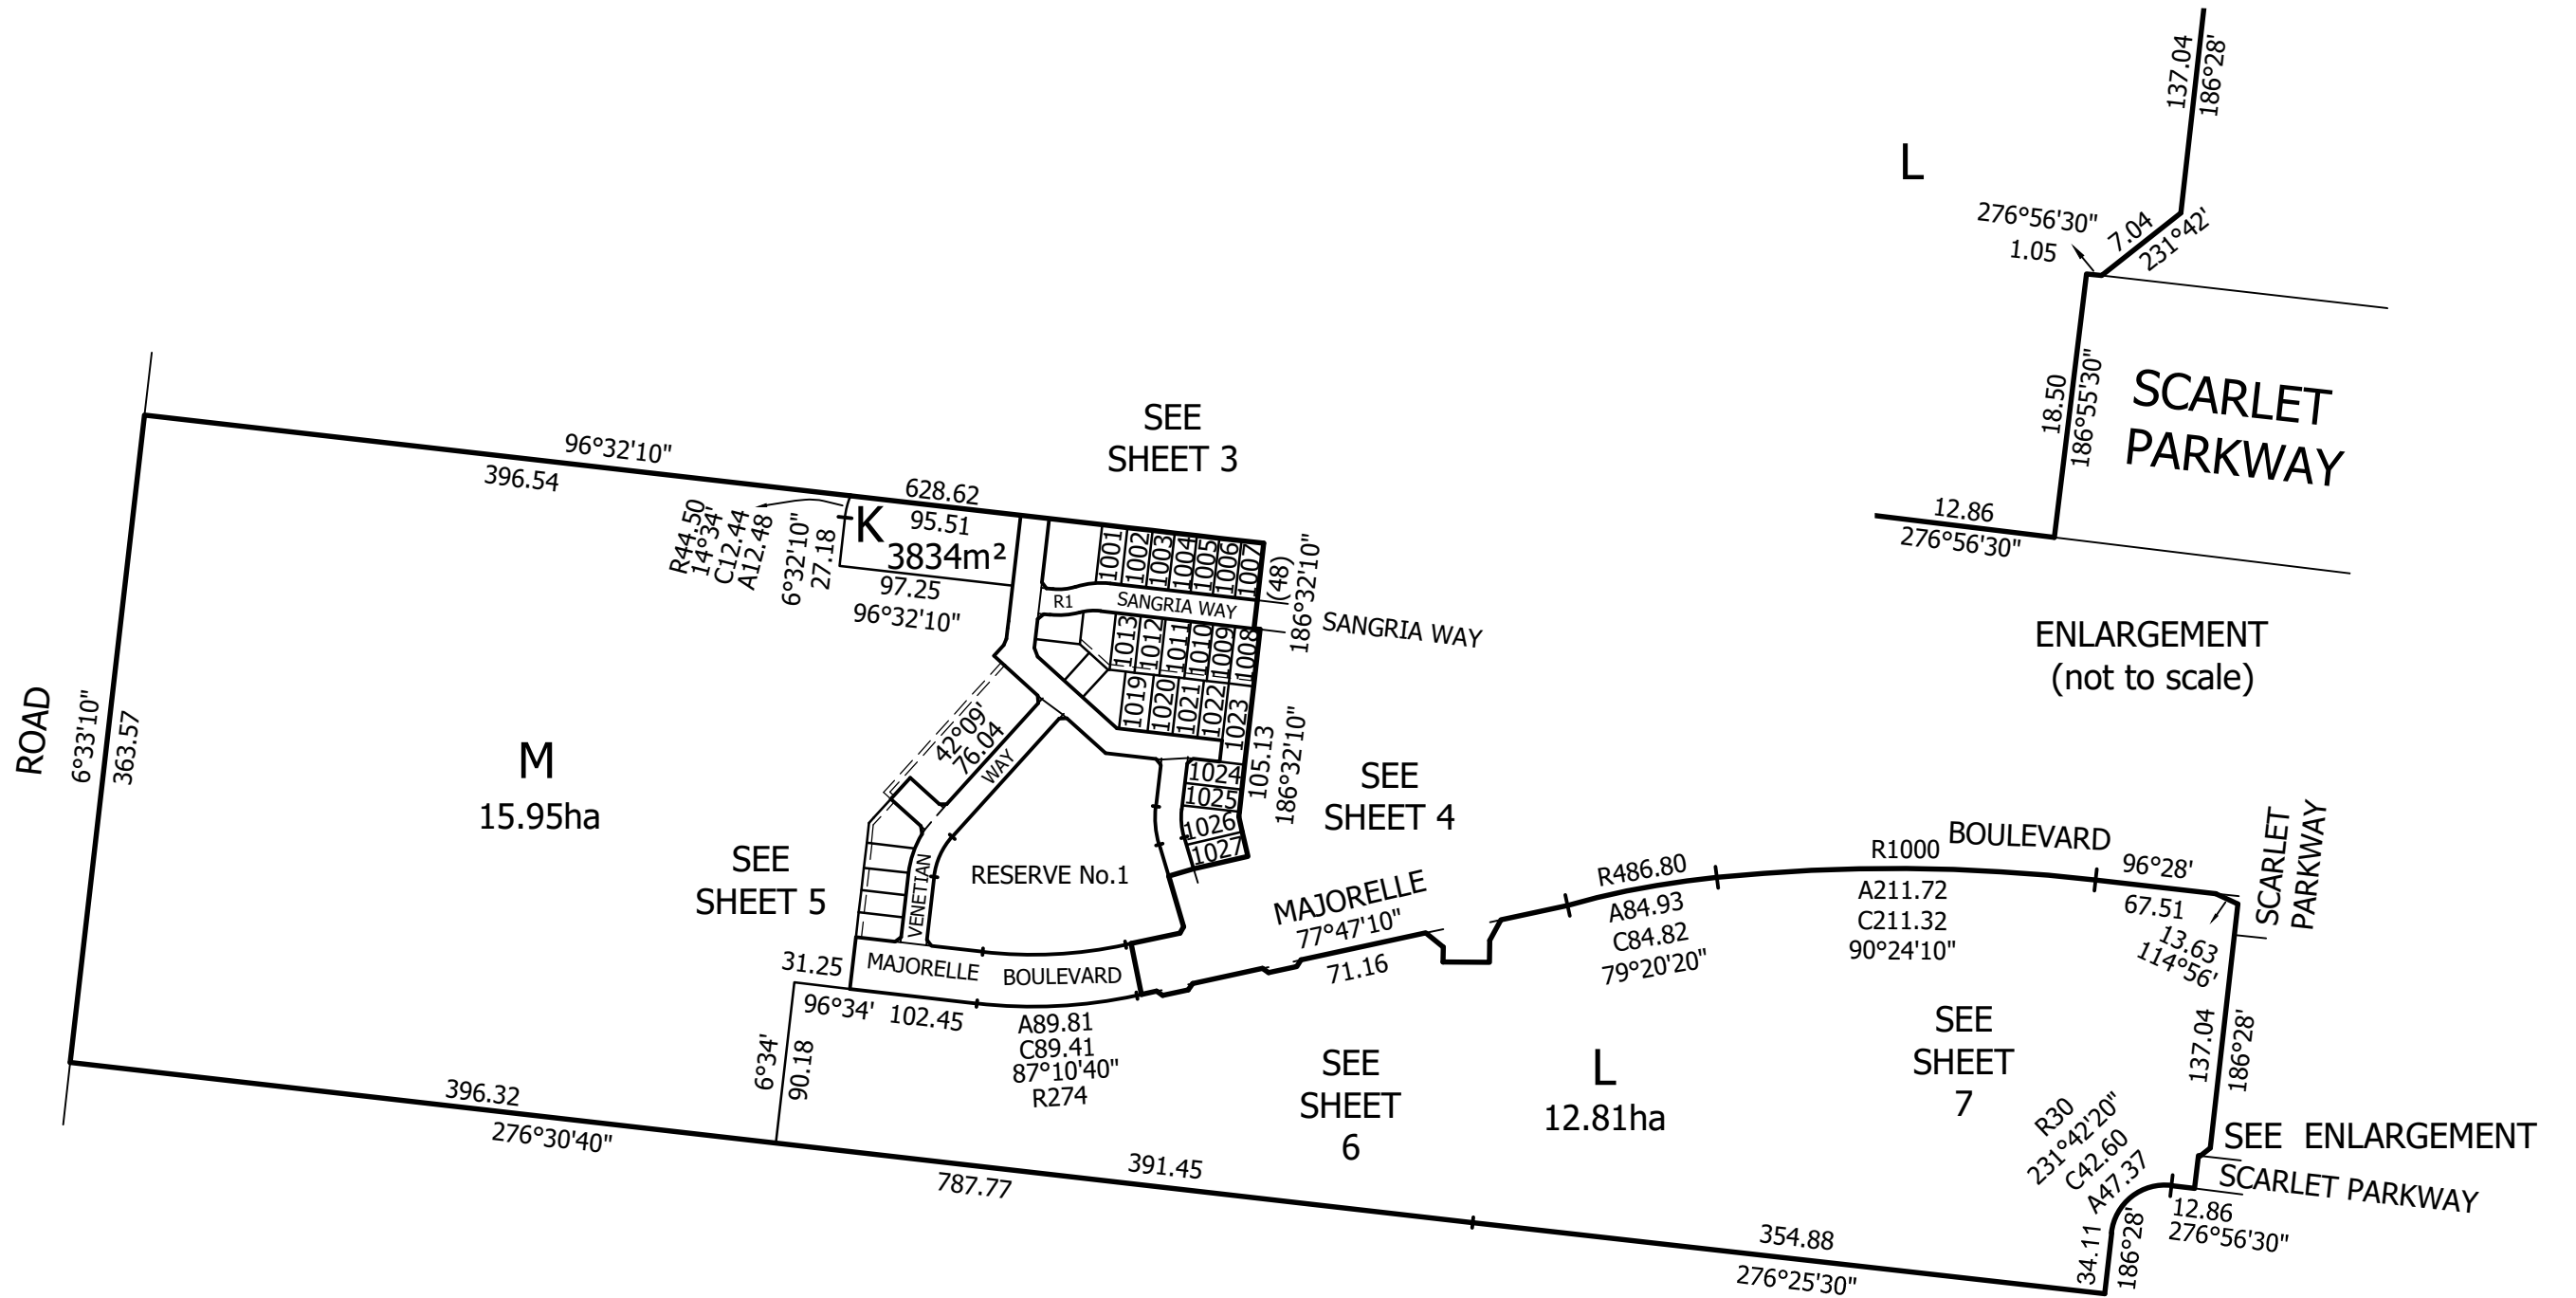 137.04
186°28'
L
276°56'30"
1.05
7.04
231°42'
18.50
186°55'30"
SCARLET
PARKWAY
12.86
276°56'30"
ENLARGEMENT
(not to scale)
SEE
SHEET 3
96°32'10"
396.54
628.62
R44.50
14°34'
C12.44
A12.48
6°32'10"
27.18
K
95.51
3834m²
97.25
96°32'10"
1001
1002
1003
1004
1005
1006
1007
(48)
186°32'10"
R1
SANGRIA WAY
SANGRIA WAY
1013
1012
1011
1010
1009
1008
1019
1020
1021
1022
1023
105.13
186°32'10"
ROAD
6°33'10"
363.57
M
15.95ha
42°09'
76.04
WAY
VENETIAN
1024
1025
1026
1027
SEE
SHEET 4
SEE
SHEET 5
RESERVE No.1
MAJORELLE
77°47'10"
71.16
R486.80
A84.93
C84.82
79°20'20"
R1000
BOULEVARD
A211.72
C211.32
90°24'10"
96°28'
67.51
SCARLET
PARKWAY
13.63
114°56'
31.25
MAJORELLE
BOULEVARD
96°34'
102.45
A89.81
C89.41
87°10'40"
R274
6°34'
90.18
SEE
SHEET
6
L
12.81ha
SEE
SHEET
7
137.04
186°28'
SEE ENLARGEMENT
SCARLET PARKWAY
R30
231°42'20"
C42.60
A47.37
12.86
276°56'30"
34.11
186°28'
396.32
276°30'40"
391.45
787.77
354.88
276°25'30"